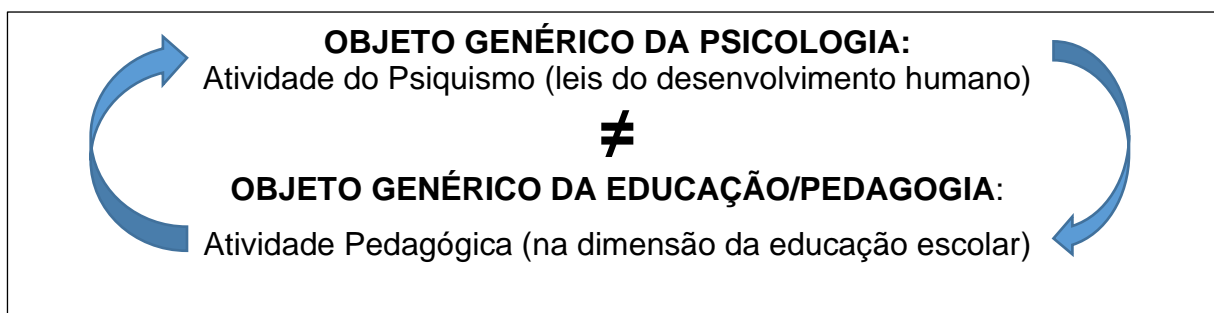 OBJETO GENÉRICO DA PSICOLOGIA:
Atividade do Psiquismo (leis do desenvolvimento humano)
≠
OBJETO GENÉRICO DA EDUCAÇÃO/PEDAGOGIA:
Atividade Pedagógica (na dimensão da educação escolar)